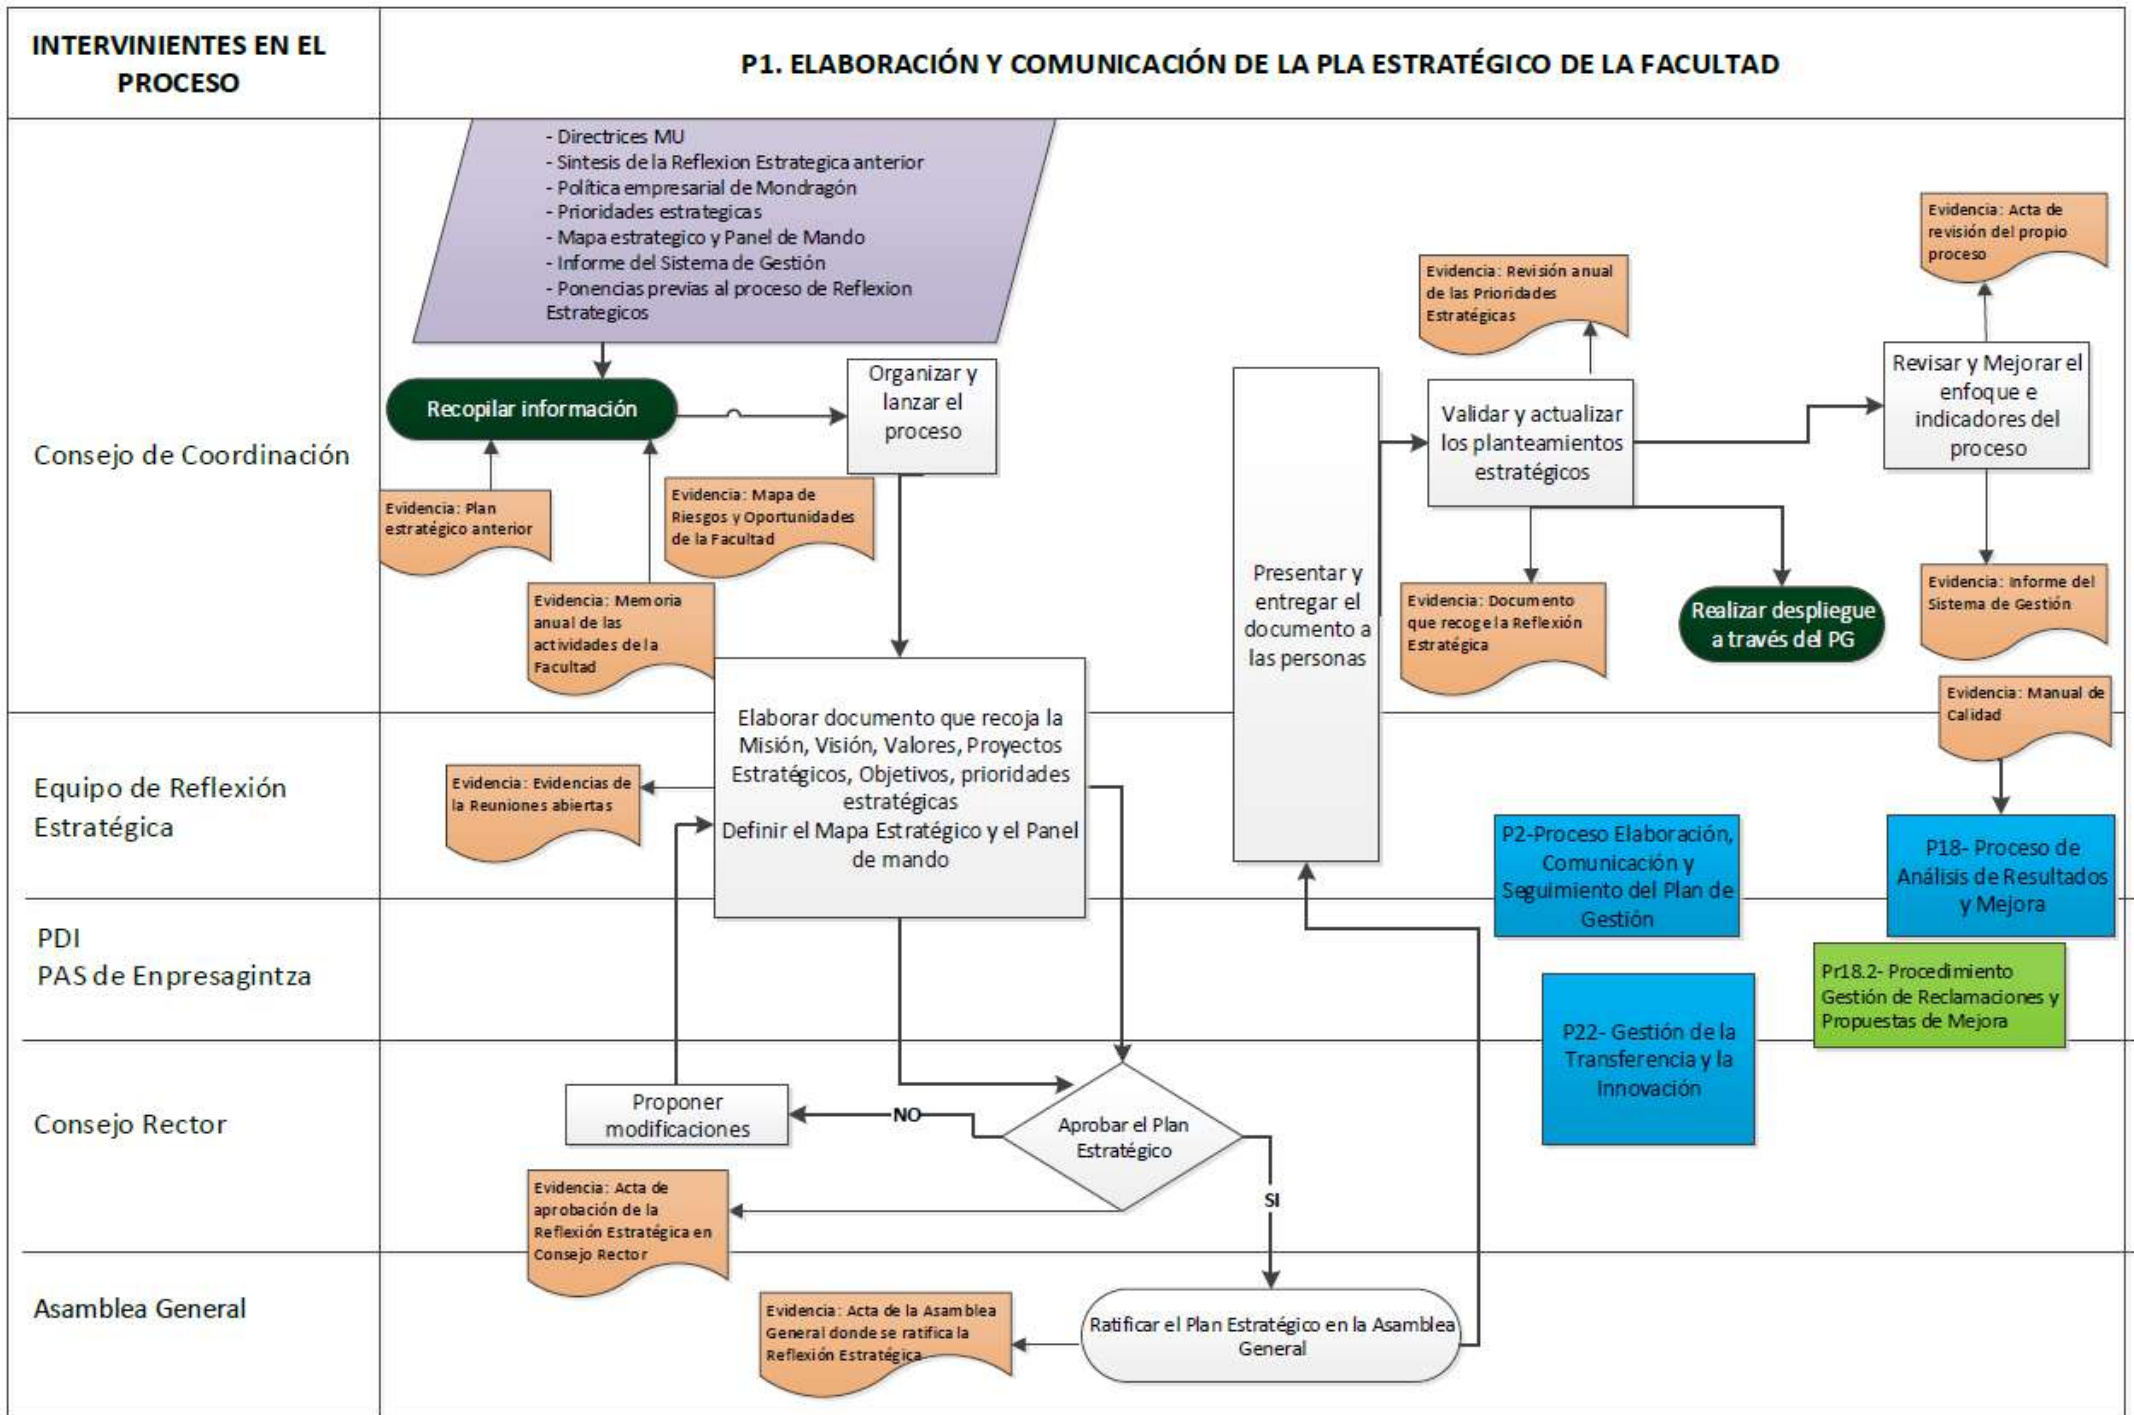 INTERVINIENTES EN EL
PROCESO
P1. ELABORACIÓN Y COMUNICACIÓN DE LA PLA ESTRATÉGICO DE LA FACULTAD
Consejo de Coordinación
- Directrices MU
- Sintesis de la Reflexion Estrategica anterior
- Política empresarial de Mondragón
- Prioridades estrategicas
- Mapa estrategico y Panel de Mando
- Informe del Sistema de Gestión
- Ponencias previas al proceso de Reflexion
Estrategicos
Recopilar información
Organizar y
lanzar el
proceso
Evidencia: Plan
estratégico anterior
Evidencia: Mapa de
Riesgos y Oportunidades
de la Facultad
Evidencia: Memoria
anual de las
actividades de la
Facultad
Presentar y
entregar el
documento a
las personas
Evidencia: Revisión anual
de las Prioridades
Estratégicas
Validar y actualizar
los planteamientos
estratégicos
Evidencia: Documento
que recoge la Reflexión
Estratégica
Realizar despliegue
a través del PG
Evidencia: Acta de
revisión del propio
proceso
Revisar y Mejorar el
enfoque e
indicadores del
proceso
Evidencia: Informe del
Sistema de Gestión
Evidencia: Manual de
Calidad
Equipo de Reflexión
Estratégica
Evidencia: Evidencias de
la Reuniones abiertas
Elaborar documento que recoja la
Misión, Visión, Valores, Proyectos
Estratégicos, Objetivos, prioridades
estratégicas
Definir el Mapa Estratégico y el Panel
de mando
P2-Proceso Elaboración,
Comunicación y
Seguimiento del Plan de
Gestión
P18- Proceso de
Análisis de Resultados
y Mejora
PDI
PAS de Enpresagintza
Pr18.2- Procedimiento
Gestión de Reclamaciones y
Propuestas de Mejora
P22- Gestión de la
Transferencia y la
Innovación
Consejo Rector
Proponer
modificaciones
NO
Aprobar el Plan
Estratégico
SI
Evidencia: Acta de
aprobación de la
Reflexión Estratégica en
Consejo Rector
Asamblea General
Evidencia: Acta de la Asamblea
General donde se ratifica la
Reflexión Estratégica
Ratificar el Plan Estratégico en la Asamblea
General